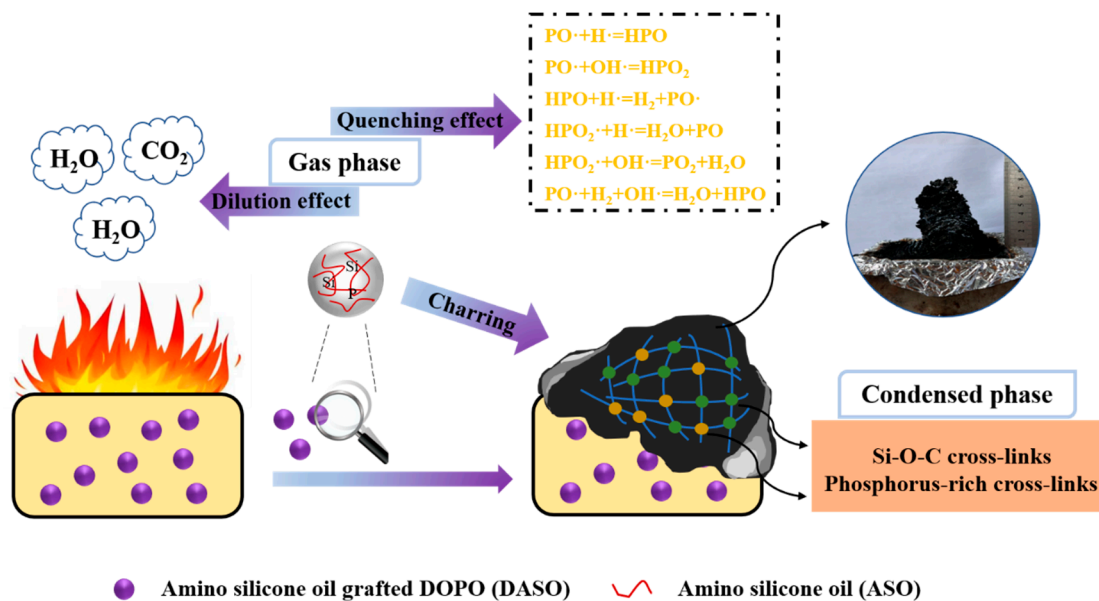 PO·+H·=HPO
PO·+OH·=HPO₂
HPO+H·=H₂+PO·
HPO₂·+H·=H₂O+PO
HPO₂·+OH·=PO₂+H₂O
PO·+H₂+OH·=H₂O+HPO
Quenching effect
Gas phase
Dilution effect
H₂O
CO₂
H₂O
Si
Si
P
Charring
Condensed phase
Si-O-C cross-links
Phosphorus-rich cross-links
Amino silicone oil grafted DOPO (DASO)
Amino silicone oil (ASO)